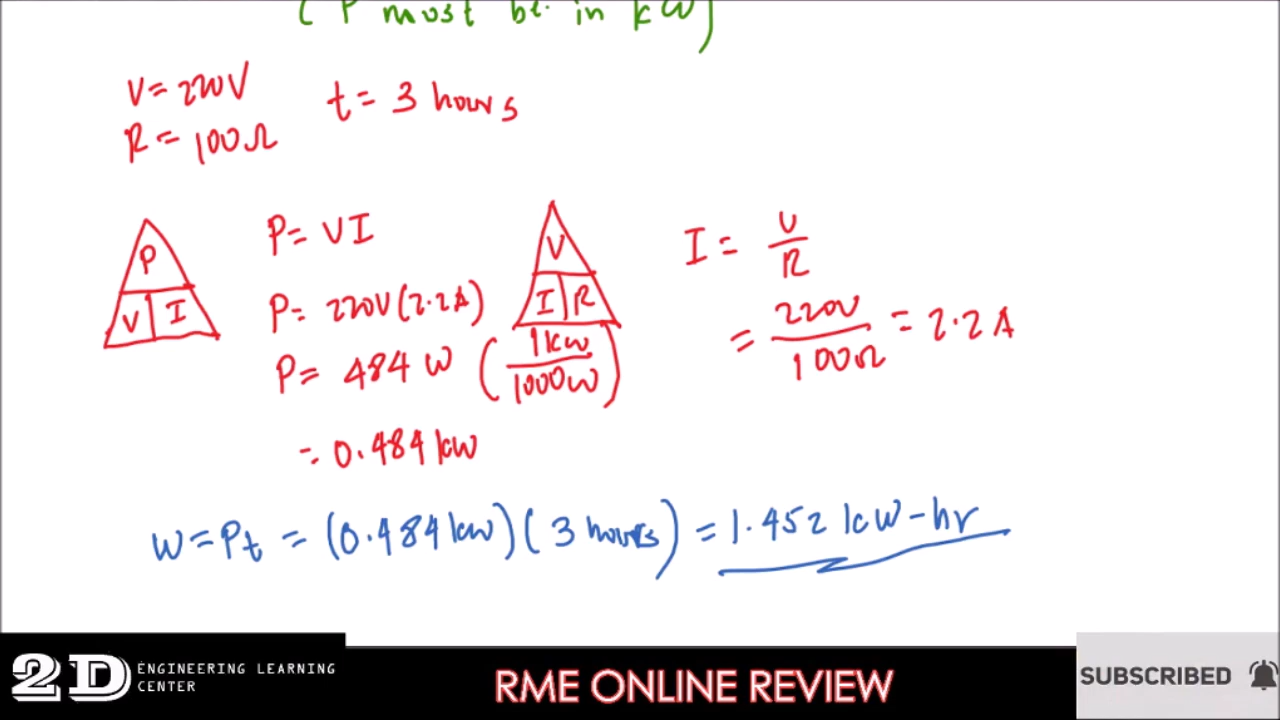 ( P must be in kW)
V = 220V
R = 100Ω
t = 3 hours
P
V I
P = VI
P = 220V(2.2A)
P = 484 W (1kW/1000W)
= 0.484 kW
V
I R
I = V/R
= 220V/100Ω = 2.2 A
W = Pt = (0.484 kW)(3 hours) = 1.452 kW-hr
2D ENGINEERING LEARNING
CENTER
RME ONLINE REVIEW
SUBSCRIBED